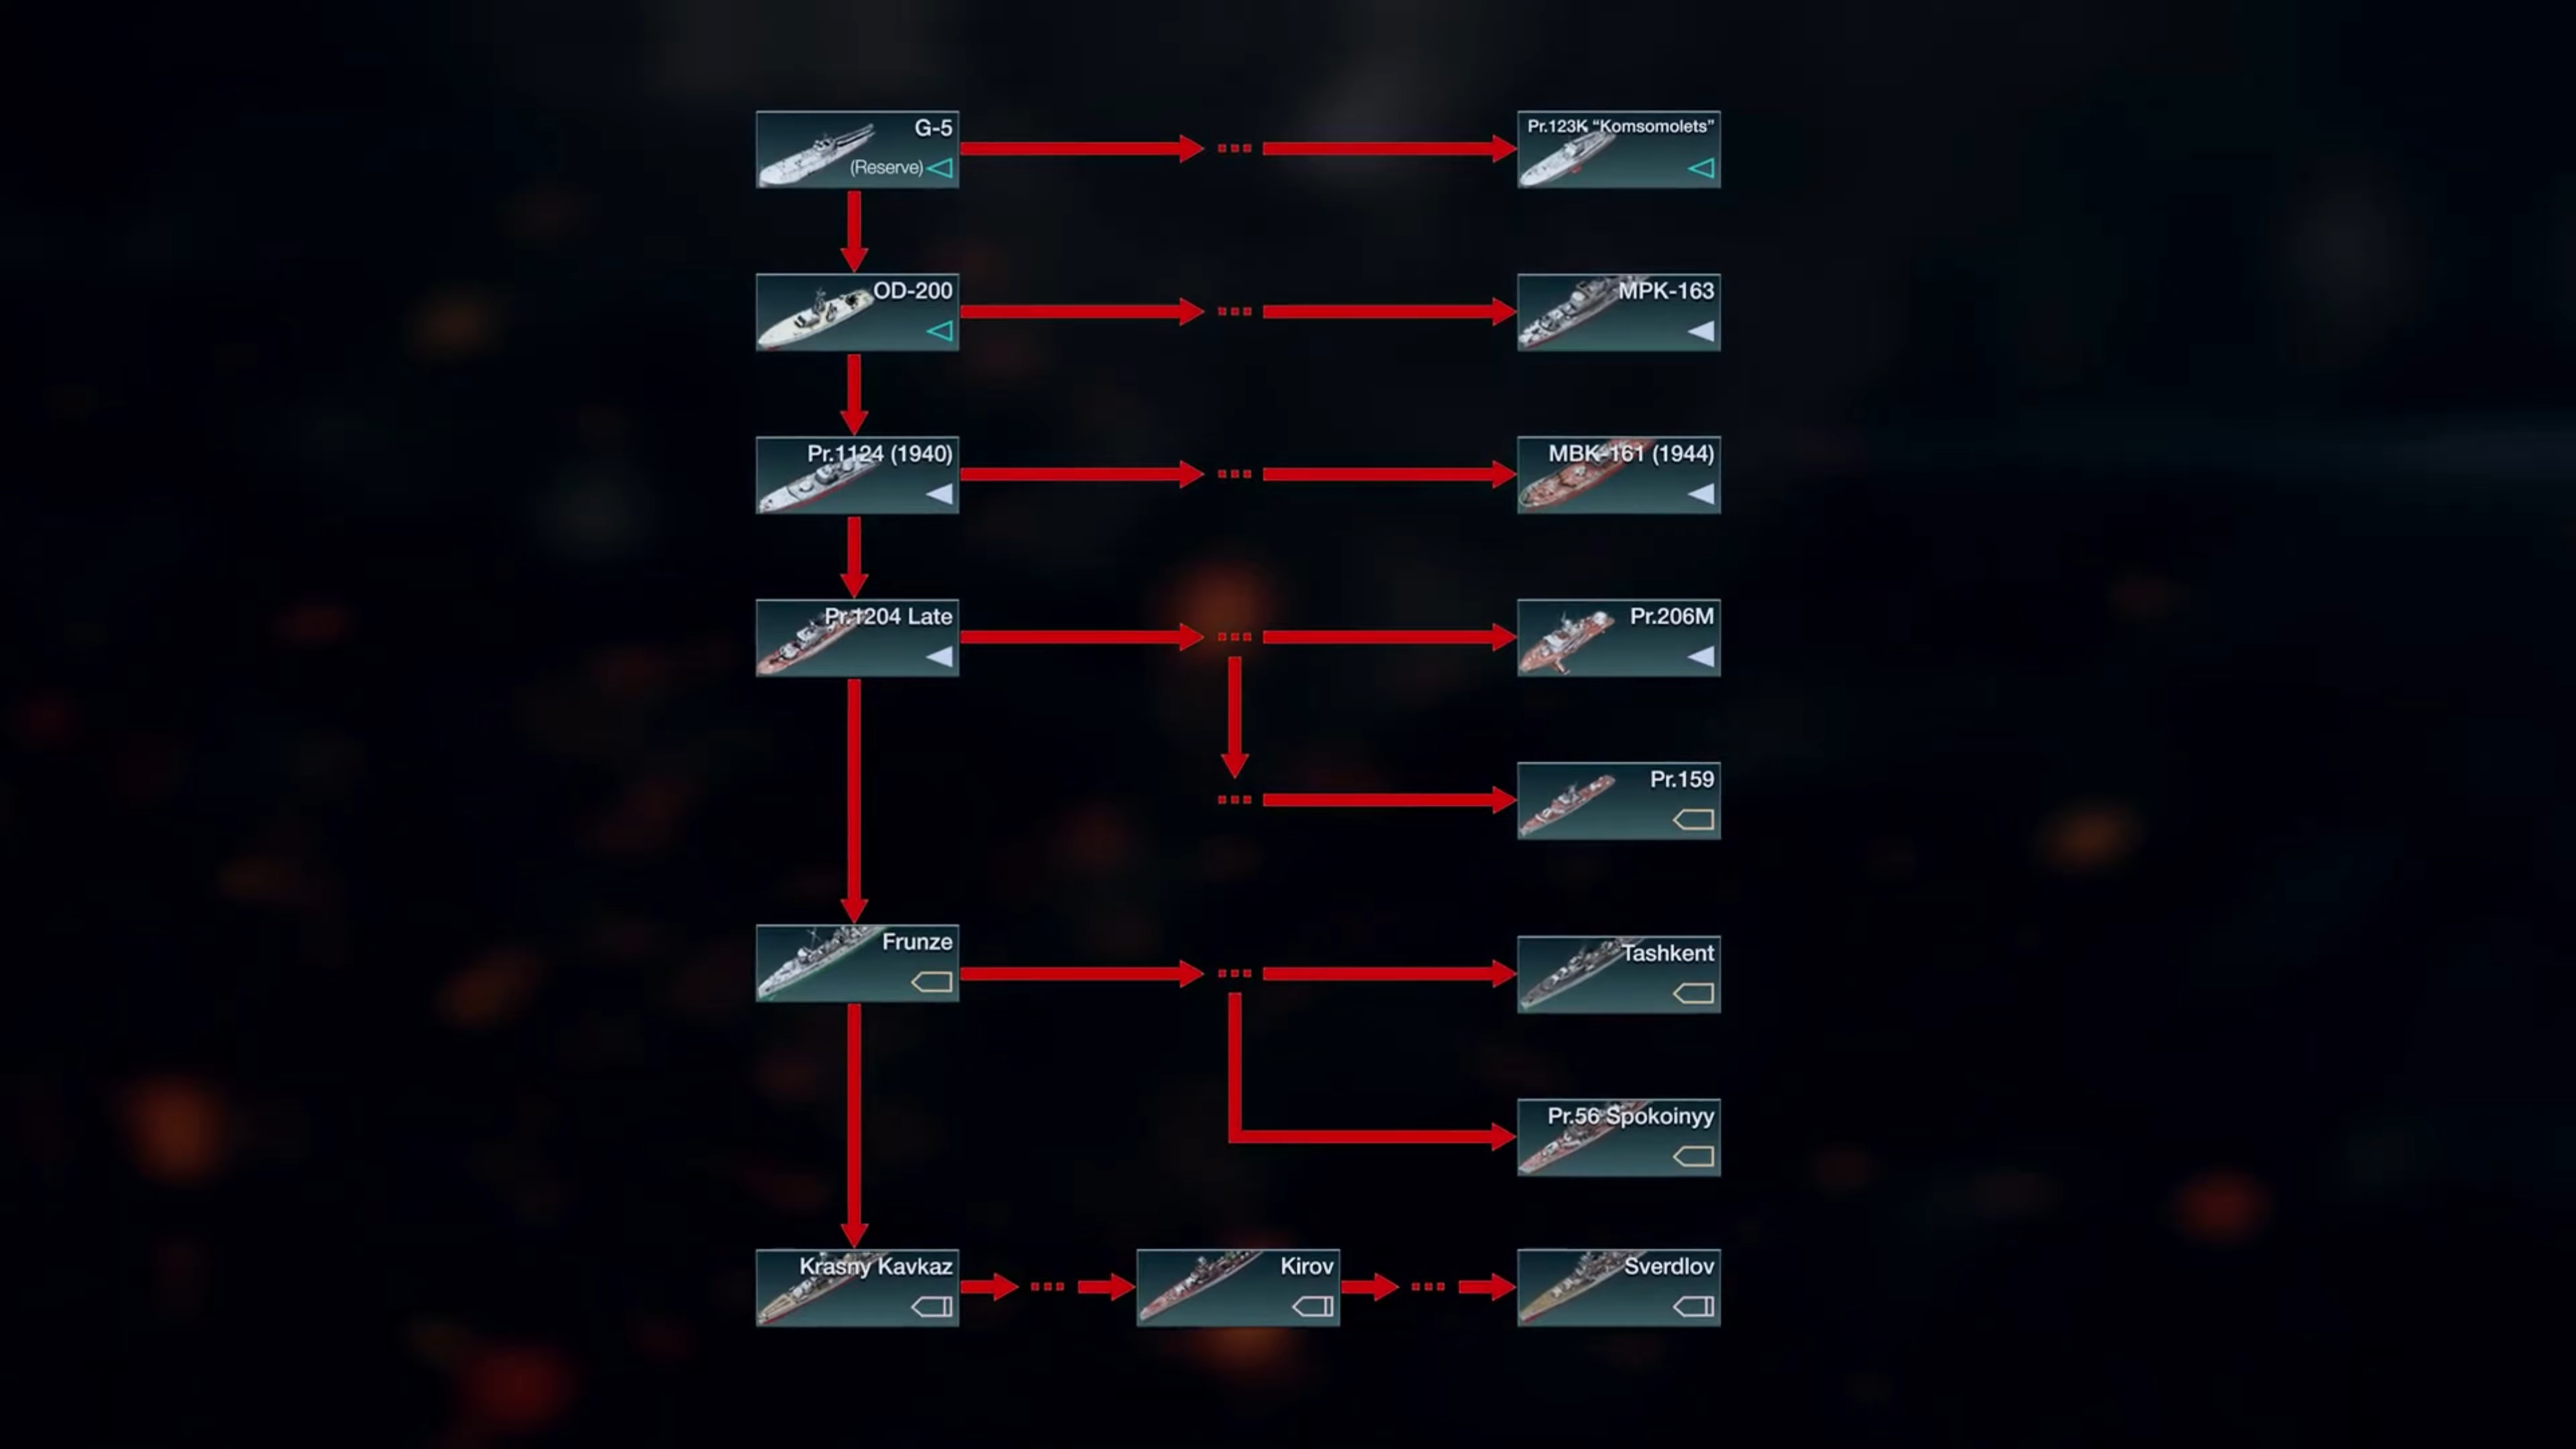 G-5
(Reserve)
Pr.123K “Komsomolets”
OD-200
MPK-163
Pr.1124 (1940)
MBK-161 (1944)
Pr.1204 Late
Pr.206M
Pr.159
Frunze
Tashkent
Pr.56 Spokoinyy
Krasny Kavkaz
Kirov
Sverdlov